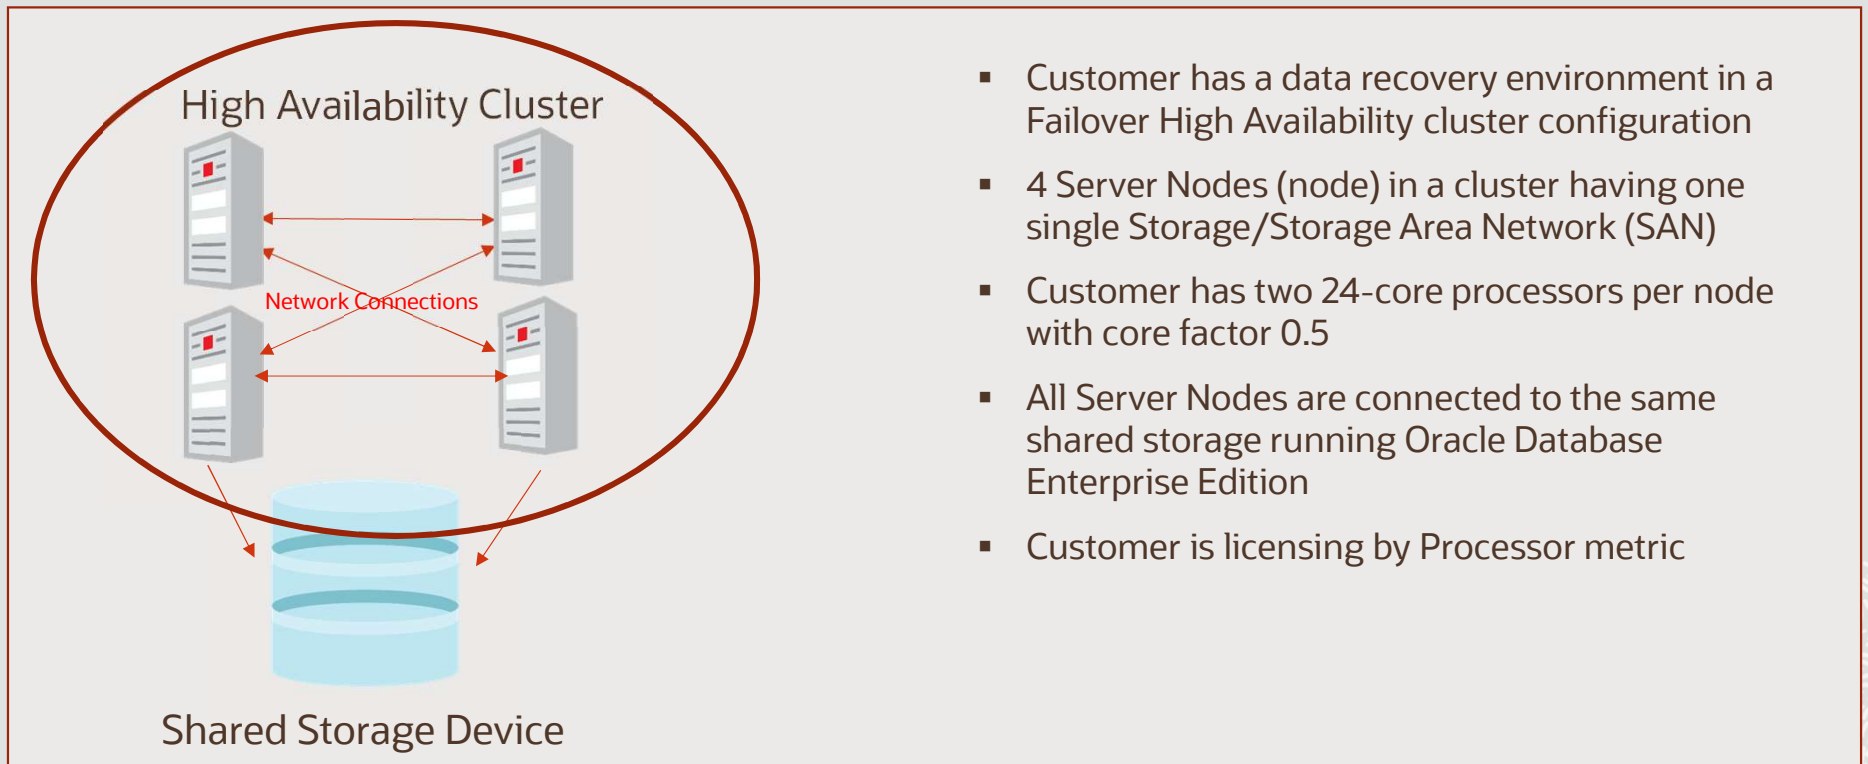 High Availability Cluster
Network Connections
Shared Storage Device
▪ Customer has a data recovery environment in a
Failover High Availability cluster configuration
▪ 4 Server Nodes (node) in a cluster having one
single Storage/Storage Area Network (SAN)
▪ Customer has two 24-core processors per node
with core factor 0.5
▪ All Server Nodes are connected to the same
shared storage running Oracle Database
Enterprise Edition
▪ Customer is licensing by Processor metric